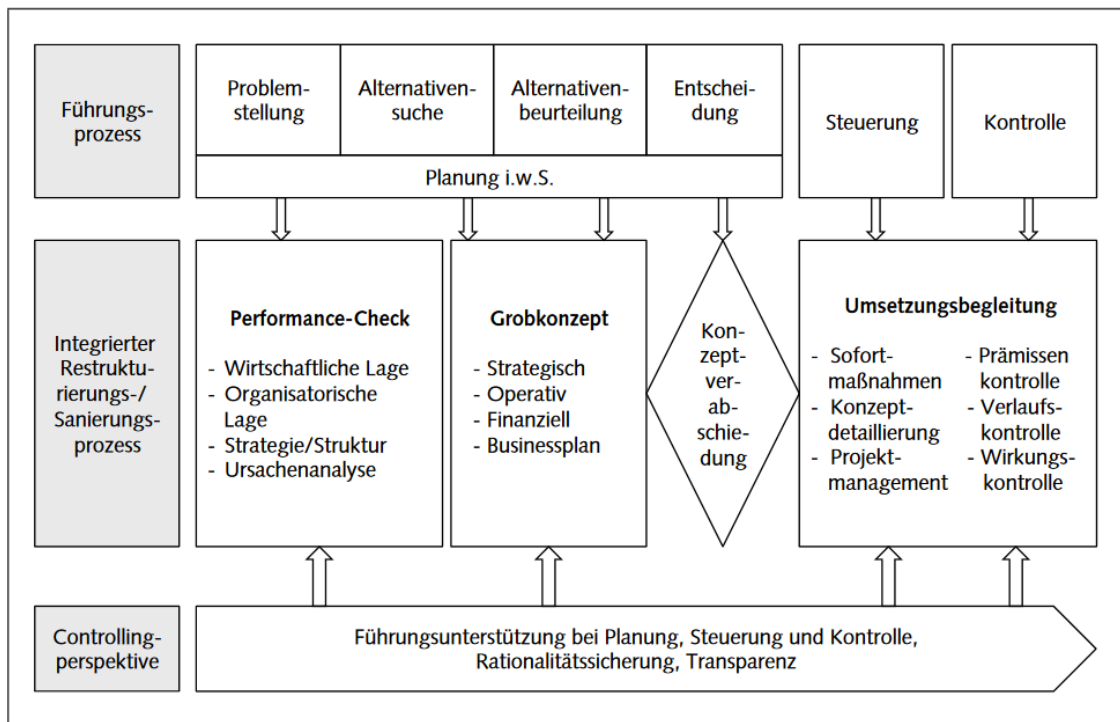 Führungs-
prozess
Problem-
stellung
Alternativen-
suche
Alternativen-
beurteilung
Entschei-
dung
Planung i.w.S.
Steuerung
Kontrolle
Integrierter
Restruktu-
rierungs-/
Sanierungs-
prozess
Performance-Check
- Wirtschaftliche Lage
- Organisatorische
Lage
- Strategie/Struktur
- Ursachenanalyse
Grobkonzept
- Strategisch
- Operativ
- Finanziell
- Businessplan
Kon-
zept-
ver-
ab-
schie-
dung
Umsetzungsbegleitung
- Sofort-
maßnahmen
- Konzept-
detaillierung
- Projekt-
management
- Prämissen
kontrolle
- Verlaufs-
kontrolle
- Wirkungs-
kontrolle
Controlling-
perspektive
Führungsunterstützung bei Planung, Steuerung und Kontrolle,
Rationalitätssicherung, Transparenz